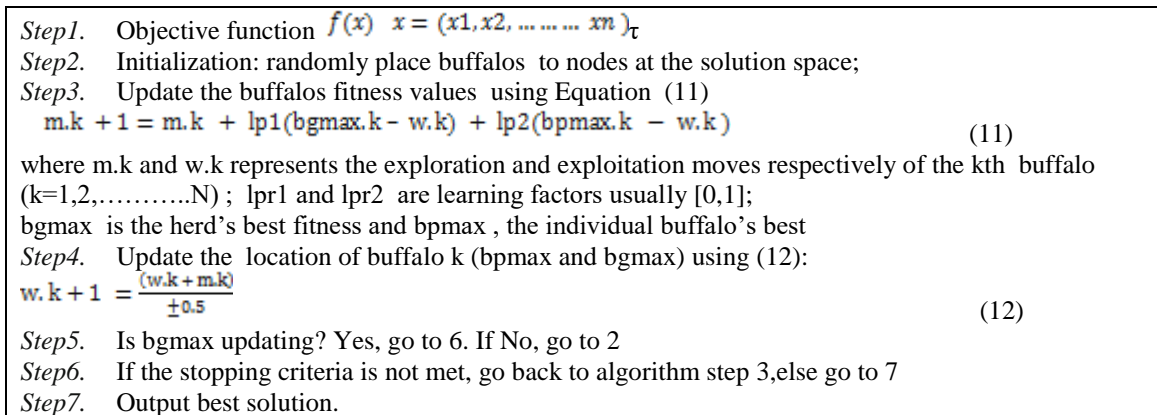 Step1. Objective function f(x) x = (x1, x2, ... ... ... xn )τ
Step2. Initialization: randomly place buffalos to nodes at the solution space;
Step3. Update the buffalos fitness values using Equation (11)
m.k + 1 = m.k + lp1(bgmax.k - w.k) + lp2(bpmax.k − w.k ) (11)
where m.k and w.k represents the exploration and exploitation moves respectively of the kth buffalo
(k=1,2,………..N) ; lpr1 and lpr2 are learning factors usually [0,1];
bgmax is the herd's best fitness and bpmax , the individual buffalo's best
Step4. Update the location of buffalo k (bpmax and bgmax) using (12):
w. k + 1 = (w.k + m.k) / ±0.5 (12)
Step5. Is bgmax updating? Yes, go to 6. If No, go to 2
Step6. If the stopping criteria is not met, go back to algorithm step 3,else go to 7
Step7. Output best solution.